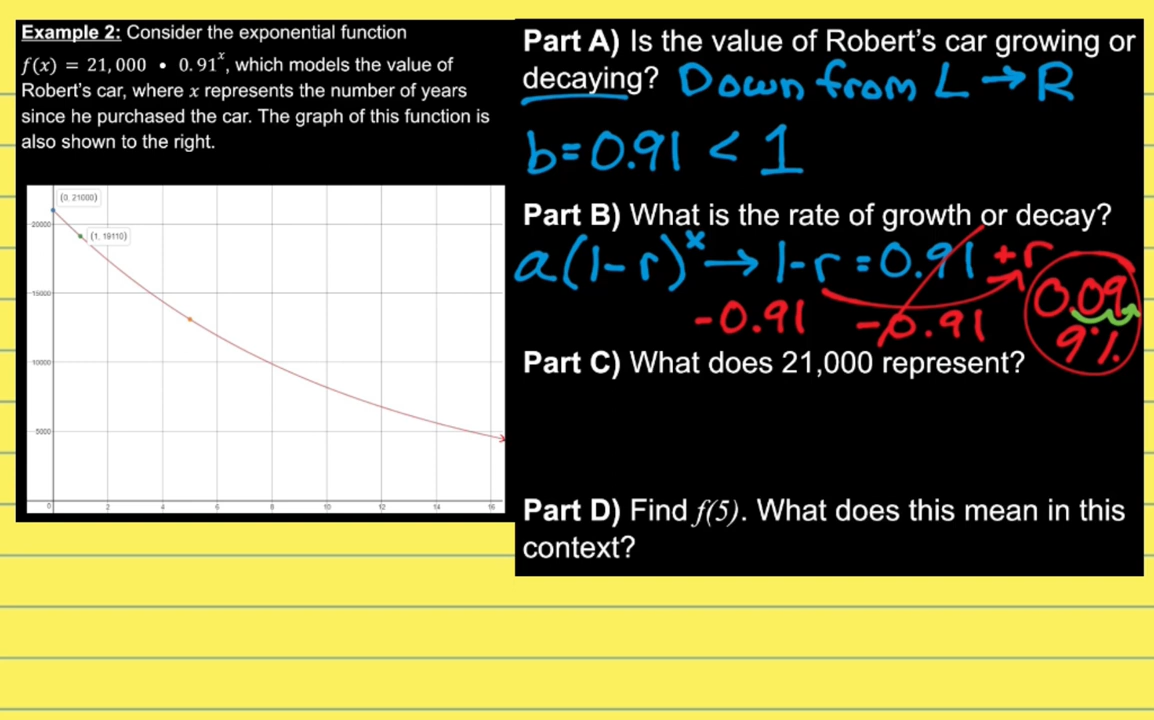 Example 2: Consider the exponential function
f(x) = 21,000 • 0.91^x, which models the value of
Robert's car, where x represents the number of years
since he purchased the car. The graph of this function is
also shown to the right.
(0, 21000)
(1, 19110)
20000
15000
10000
5000
0 2 4 6 8 10 12 14 16
Part A) Is the value of Robert's car growing or
decaying? Down from L → R
b=0.91 < 1
Part B) What is the rate of growth or decay?
a(1-r)^x → 1-r = 0.91 +r
-0.91 -0.91
0.09
9%
Part C) What does 21,000 represent?
Part D) Find f(5). What does this mean in this
context?